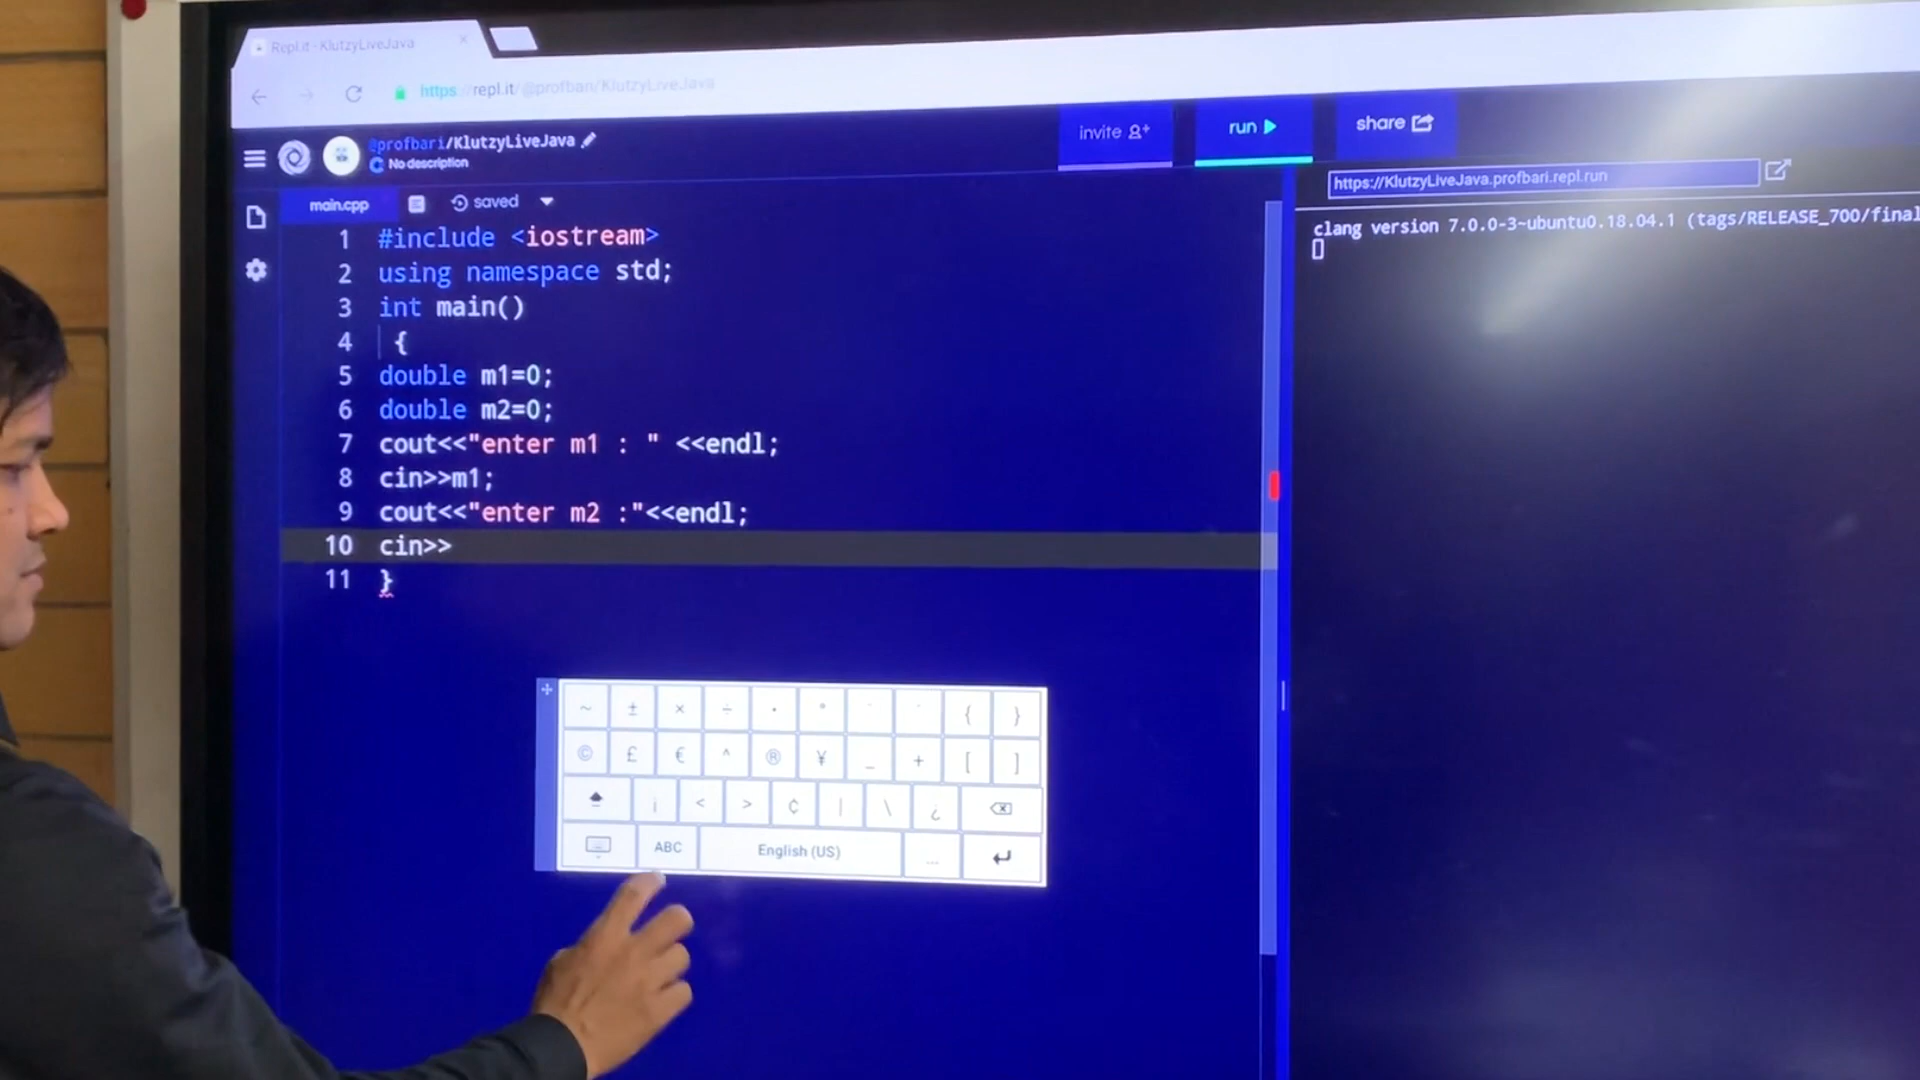 Repl.it - KlutzyLiveJava
https://repl.it/@profbari/KlutzyLiveJava
@profbari/KlutzyLiveJava
No description
invite
run
share
main.cpp
saved
https://KlutzyLiveJava.profbari.repl.run
clang version 7.0.0-3~ubuntu0.18.04.1 (tags/RELEASE_700/final
1 #include <iostream>
2 using namespace std;
3 int main()
4 {
5 double m1=0;
6 double m2=0;
7 cout<<"enter m1 : " <<endl;
8 cin>>m1;
9 cout<<"enter m2 :"<<endl;
10 cin>>
11 }
~ ± × ÷ · ° { }
© £ € ^ ® ¥ _ + [ ]
¡ < > ¢ | \ ¿
ABC English (US) ...